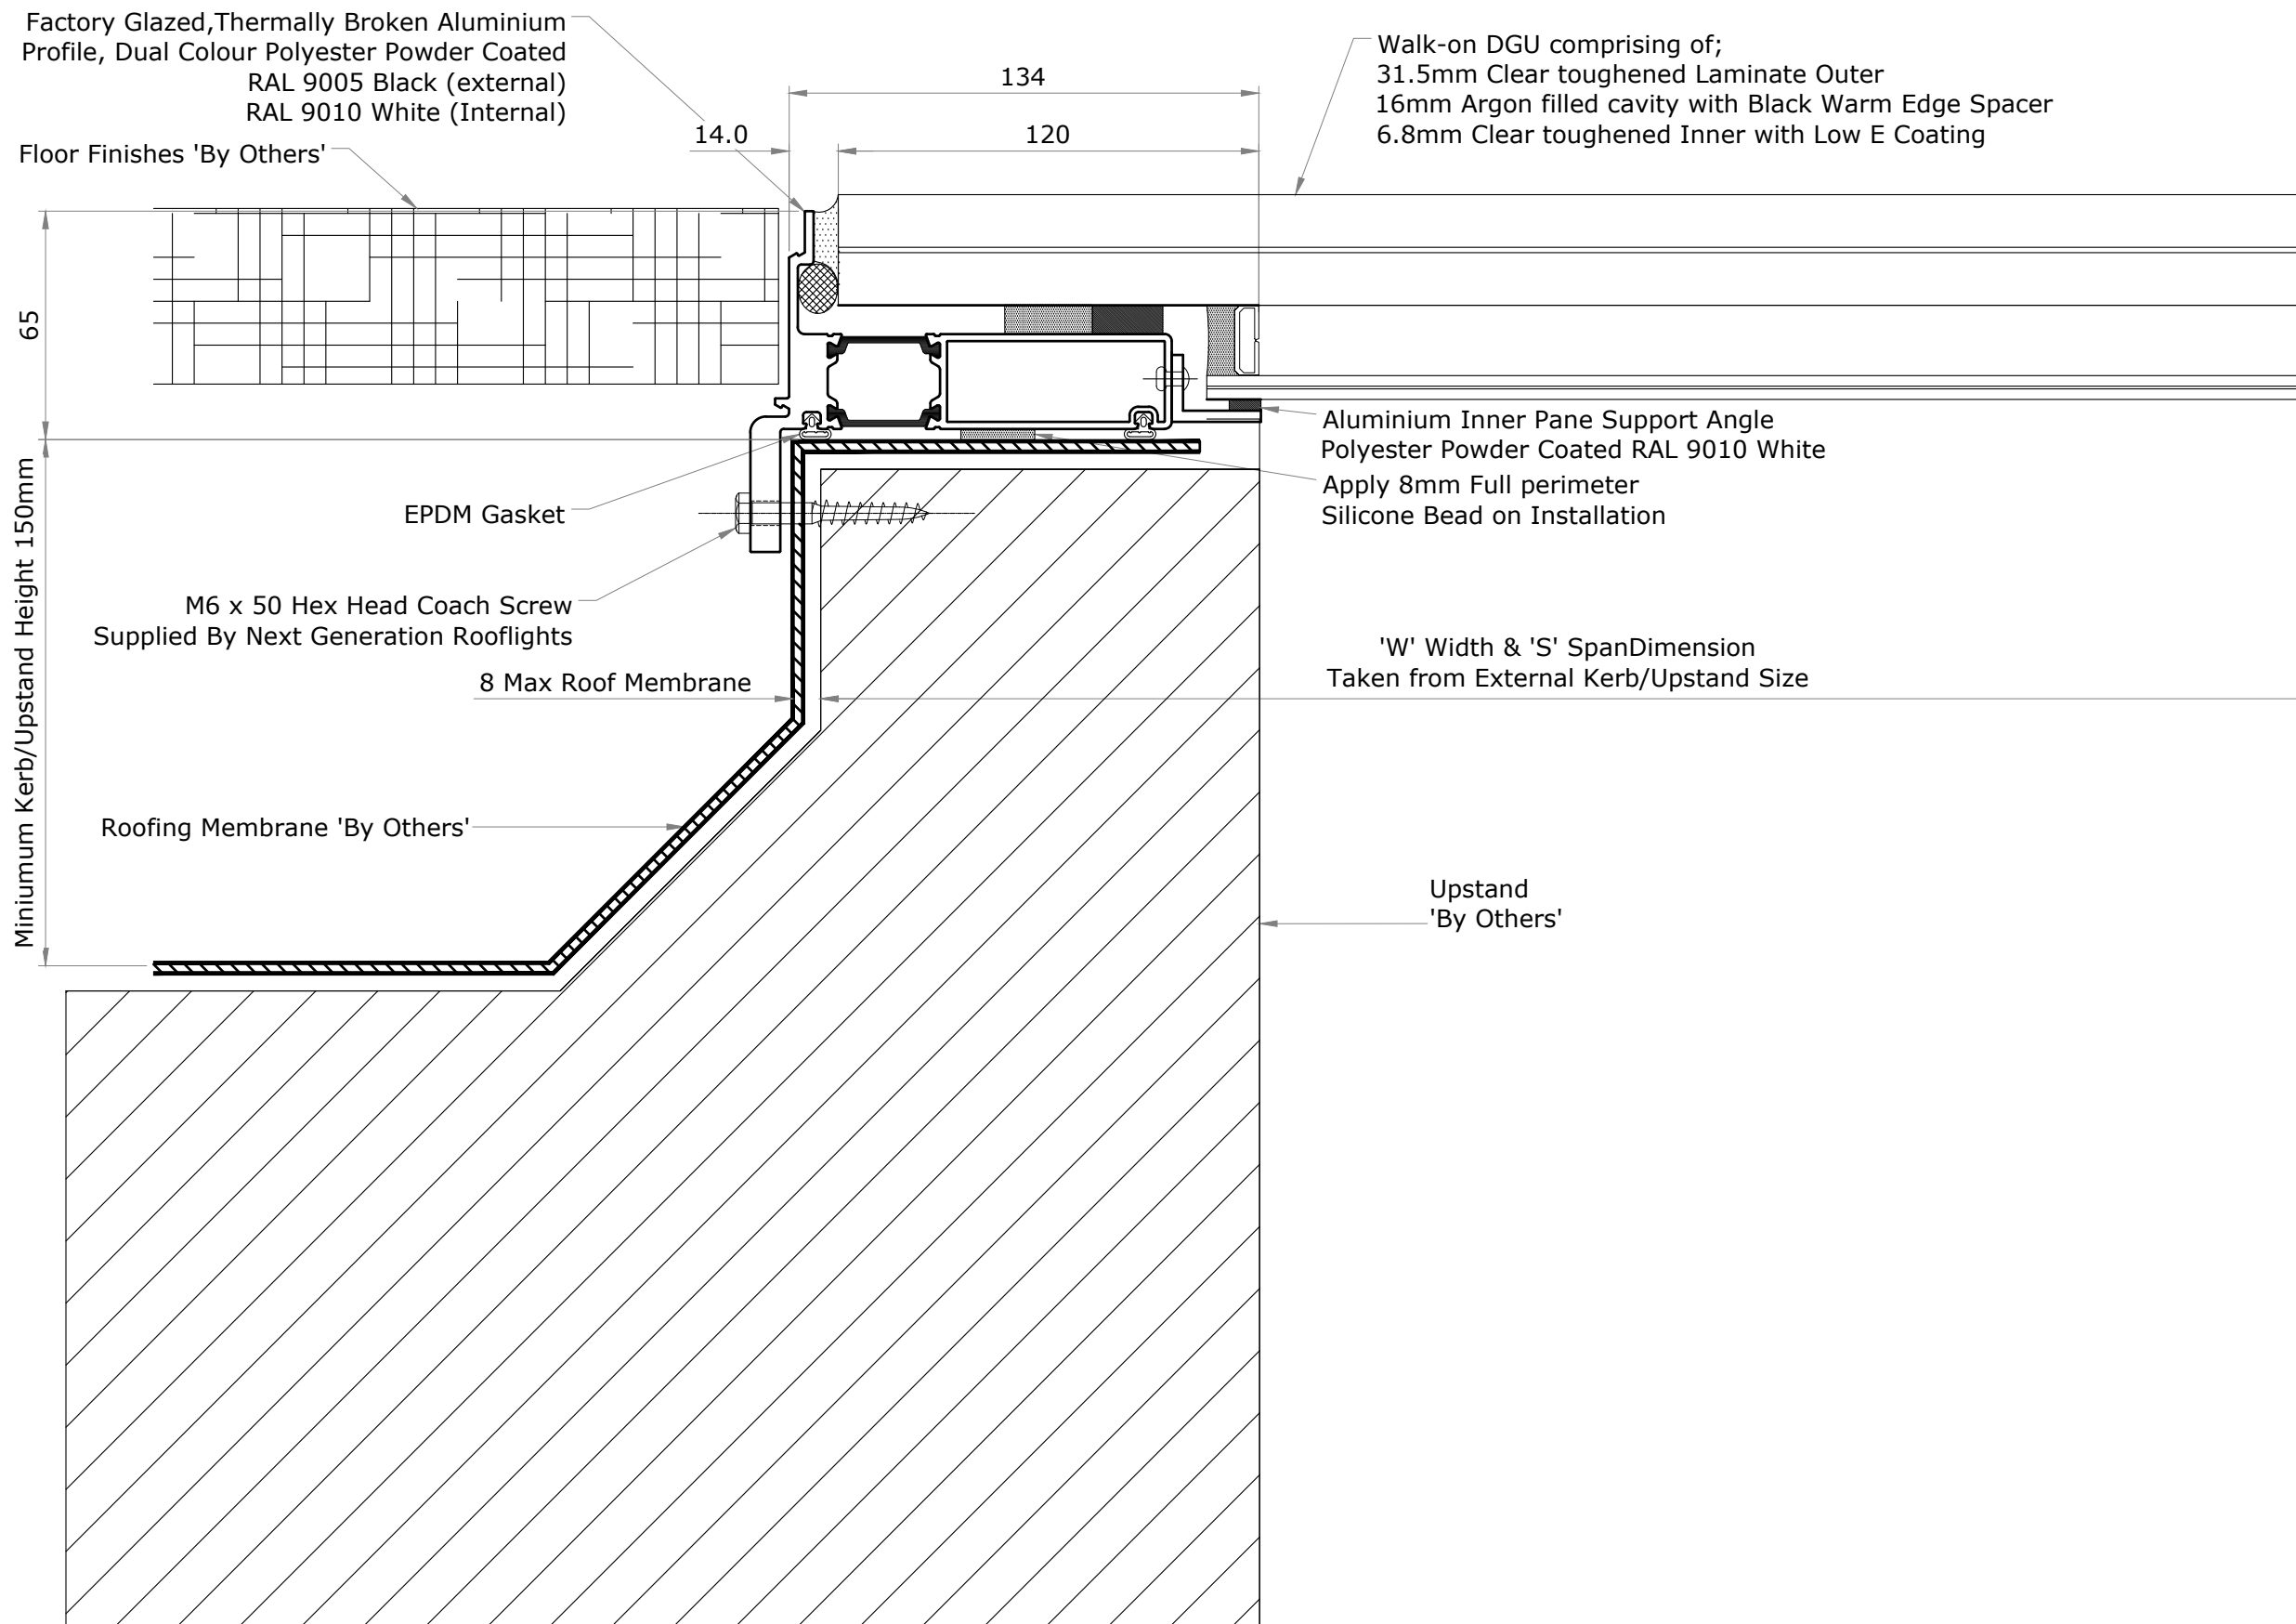 Factory Glazed,Thermally Broken Aluminium
Profile, Dual Colour Polyester Powder Coated
RAL 9005 Black (external)
RAL 9010 White (Internal)
Floor Finishes 'By Others'
134
14.0
120
Walk-on DGU comprising of;
31.5mm Clear toughened Laminate Outer
16mm Argon filled cavity with Black Warm Edge Spacer
6.8mm Clear toughened Inner with Low E Coating
65
Miniumum Kerb/Upstand Height 150mm
Aluminium Inner Pane Support Angle
Polyester Powder Coated RAL 9010 White
Apply 8mm Full perimeter
Silicone Bead on Installation
EPDM Gasket
M6 x 50 Hex Head Coach Screw
Supplied By Next Generation Rooflights
8 Max Roof Membrane
'W' Width & 'S' SpanDimension
Taken from External Kerb/Upstand Size
Roofing Membrane 'By Others'
Upstand
'By Others'